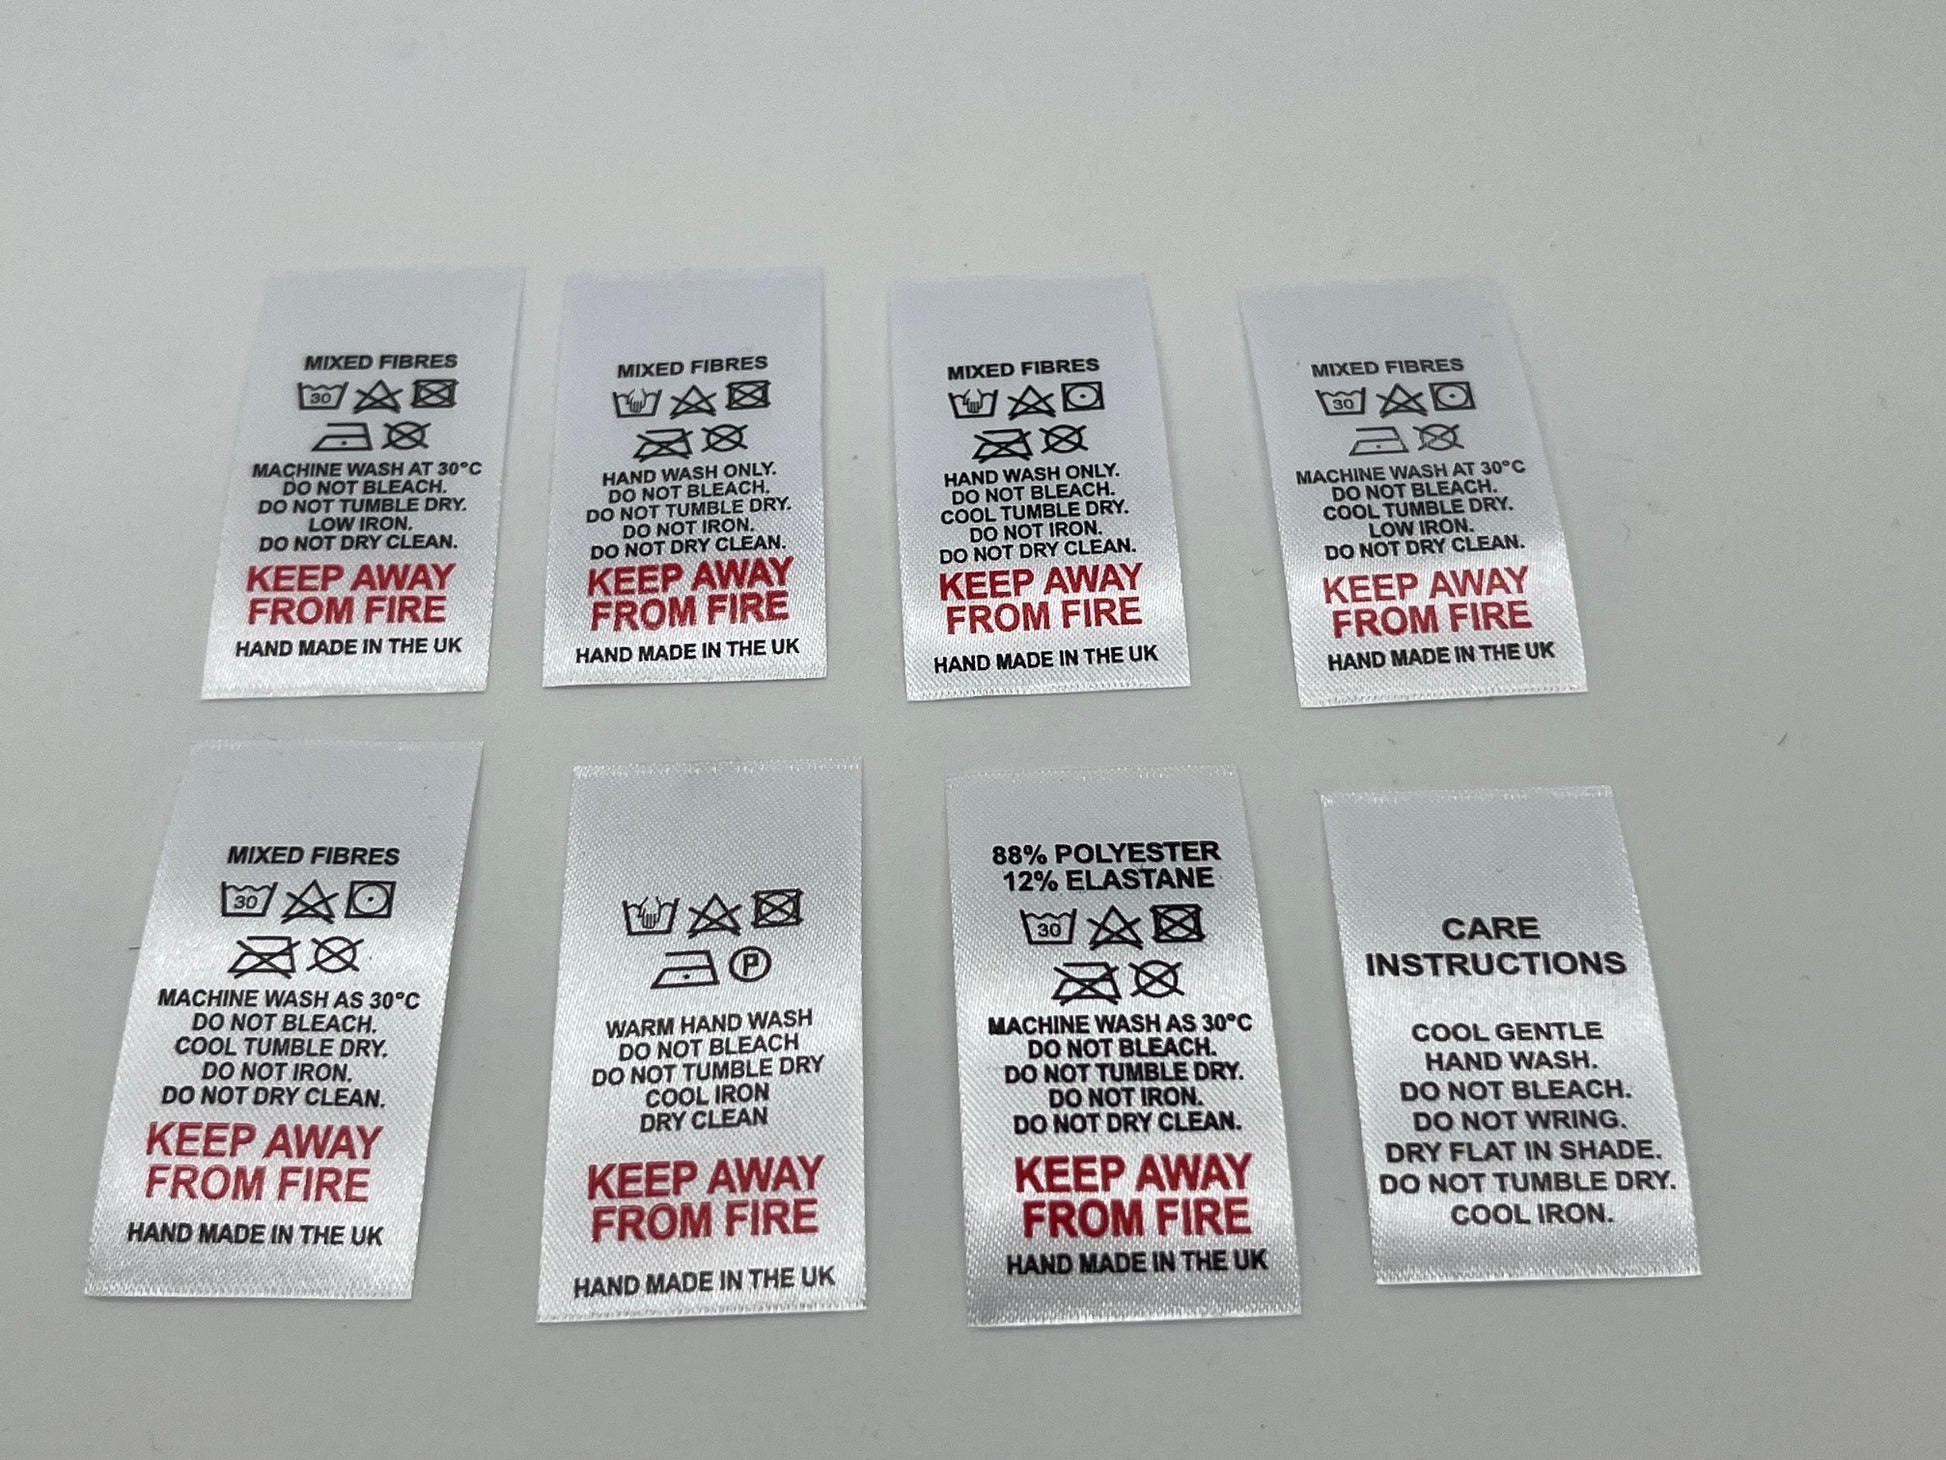 MIXED FIBRES
30
MACHINE WASH AT 30°C
DO NOT BLEACH.
DO NOT TUMBLE DRY.
LOW IRON.
DO NOT DRY CLEAN.
KEEP AWAY
FROM FIRE
HAND MADE IN THE UK
MIXED FIBRES
HAND WASH ONLY.
DO NOT BLEACH.
DO NOT TUMBLE DRY.
DO NOT IRON.
DO NOT DRY CLEAN.
KEEP AWAY
FROM FIRE
HAND MADE IN THE UK
MIXED FIBRES
HAND WASH ONLY.
DO NOT BLEACH.
COOL TUMBLE DRY.
DO NOT IRON.
DO NOT DRY CLEAN.
KEEP AWAY
FROM FIRE
HAND MADE IN THE UK
MIXED FIBRES
30
MACHINE WASH AT 30°C
DO NOT BLEACH.
COOL TUMBLE DRY.
LOW IRON.
DO NOT DRY CLEAN.
KEEP AWAY
FROM FIRE
HAND MADE IN THE UK
MIXED FIBRES
30
MACHINE WASH AS 30°C
DO NOT BLEACH.
COOL TUMBLE DRY.
DO NOT IRON.
DO NOT DRY CLEAN.
KEEP AWAY
FROM FIRE
HAND MADE IN THE UK
P
WARM HAND WASH
DO NOT BLEACH
DO NOT TUMBLE DRY
COOL IRON
DRY CLEAN
KEEP AWAY
FROM FIRE
HAND MADE IN THE UK
88% POLYESTER
12% ELASTANE
30
MACHINE WASH AS 30°C
DO NOT BLEACH.
DO NOT TUMBLE DRY.
DO NOT IRON.
DO NOT DRY CLEAN.
KEEP AWAY
FROM FIRE
HAND MADE IN THE UK
CARE
INSTRUCTIONS
COOL GENTLE
HAND WASH.
DO NOT BLEACH.
DO NOT WRING.
DRY FLAT IN SHADE.
DO NOT TUMBLE DRY.
COOL IRON.